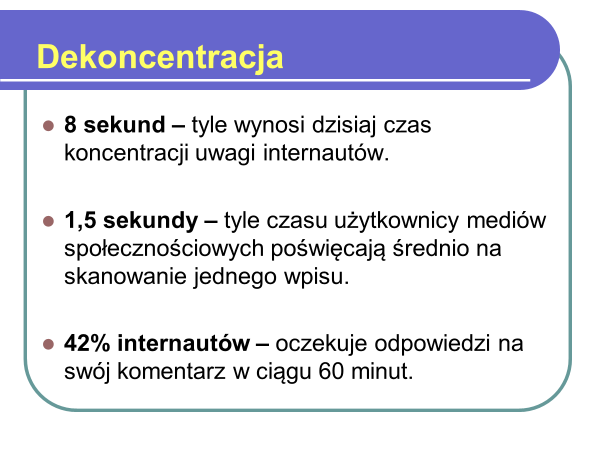 Dekoncentracja
8 sekund – tyle wynosi dzisiaj czas
koncentracji uwagi internautów.
1,5 sekundy – tyle czasu użytkownicy mediów
społecznościowych poświęcają średnio na
skanowanie jednego wpisu.
42% internautów – oczekuje odpowiedzi na
swój komentarz w ciągu 60 minut.